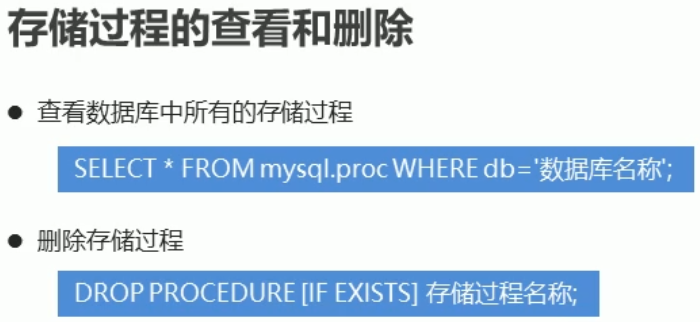 存储过程的查看和删除
● 查看数据库中所有的存储过程
SELECT * FROM mysql.proc WHERE db='数据库名称';
● 删除存储过程
DROP PROCEDURE [IF EXISTS] 存储过程名称;